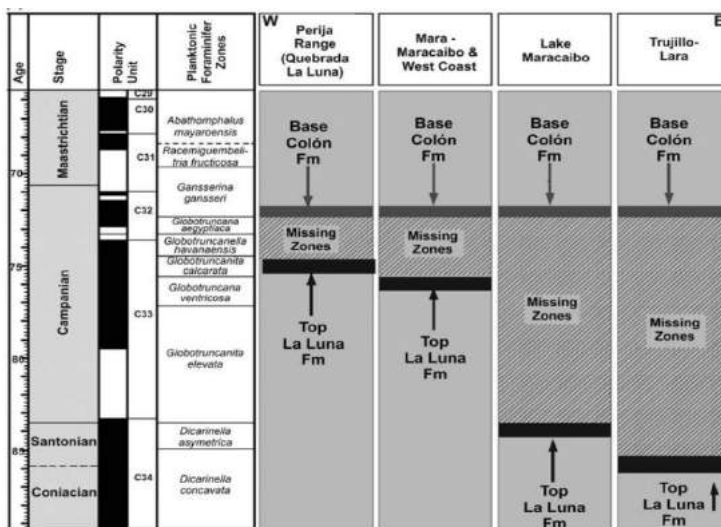 W
E
Age
Stage
Polarity
Unit
Planktonic
Foraminifer
Zones
Perija
Range
(Quebrada
La Luna)
Mara -
Maracaibo &
West Coast
Lake
Maracaibo
Trujillo-
Lara
70
75
80
85
Maastrichtian
Campanian
Santonian
Coniacian
C29
C30
C31
C32
C33
C34
Abathomphalus
mayaroensis
Racemiguembeli-
tria fructicosa
Gansserina
gansseri
Globotruncana
aegyptiaca
Globotruncanella
havanaensis
Globotruncanita
calcarata
Globotruncana
ventricosa
Globotruncanita
elevata
Dicarinella
asymetrica
Dicarinella
concavata
Base
Colón
Fm
Missing
Zones
Top
La Luna
Fm
Base
Colón
Fm
Missing
Zones
Top
La Luna
Fm
Base
Colón
Fm
Missing
Zones
Top
La Luna
Fm
Base
Colón
Fm
Missing
Zones
Top
La Luna
Fm